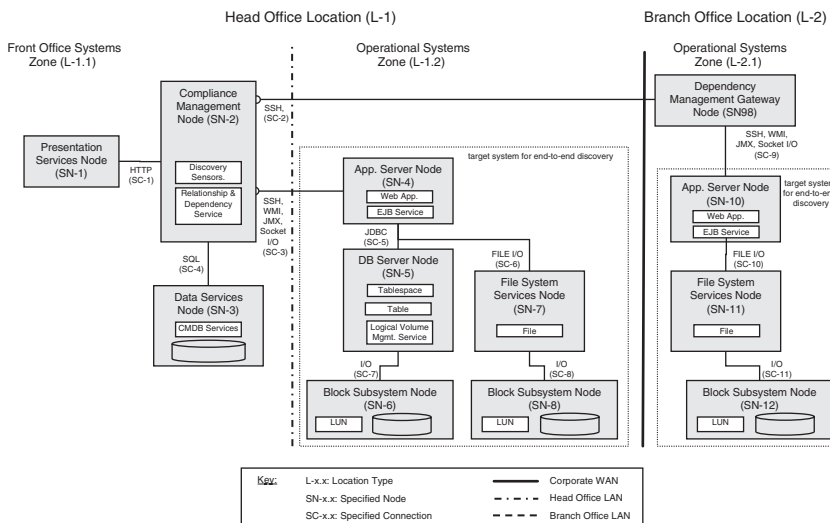 Head Office Location (L-1)
Branch Office Location (L-2)
Front Office Systems
Zone (L-1.1)
Operational Systems
Zone (L-1.2)
Operational Systems
Zone (L-2.1)
Compliance
Management
Node (SN-2)
Discovery
Sensors.
Relationship &
Dependency
Service
SSH,
(SC-2)
Dependency
Management Gateway
Node (SN98)
SSH, WMI,
JMX, Socket I/O
(SC-9)
Presentation
Services Node
(SN-1)
HTTP
(SC-1)
SSH,
WMI,
JMX,
Socket
I/O
(SC-3)
target system for end-to-end discovery
App. Server Node
(SN-4)
Web App.
EJB Service
JDBC
(SC-5)
FILE I/O
(SC-6)
target system
for end-to-en
discovery
App. Server Node
(SN-10)
Web App.
EJB Service
FILE I/O
(SC-10)
SQL
(SC-4)
Data Services
Node (SN-3)
CMDB Services
DB Server Node
(SN-5)
Tablespace
Table
Logical Volume
Mgmt. Service
File System
Services Node
(SN-7)
File
File System
Services Node
(SN-11)
File
I/O
(SC-7)
I/O
(SC-8)
I/O
(SC-11)
Block Subsystem Node
(SN-6)
LUN
Block Subsystem Node
(SN-8)
LUN
Block Subsystem Node
(SN-12)
LUN
Key:
L-x.x: Location Type
SN-x.x: Specified Node
SC-x.x: Specified Connection
Corporate WAN
Head Office LAN
Branch Office LAN